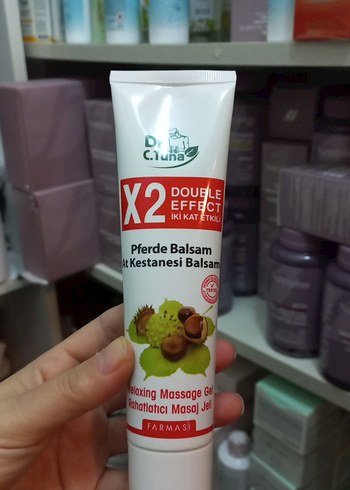 Dr.
C.Tuna
X2 DOUBLE
EFFECT
İKİ KAT ETKİLİ
Pferde Balsam
At Kestanesi Balsam
Relaxing Massage Gel
Rahatlatıcı Masaj Jeli
FARMASİ